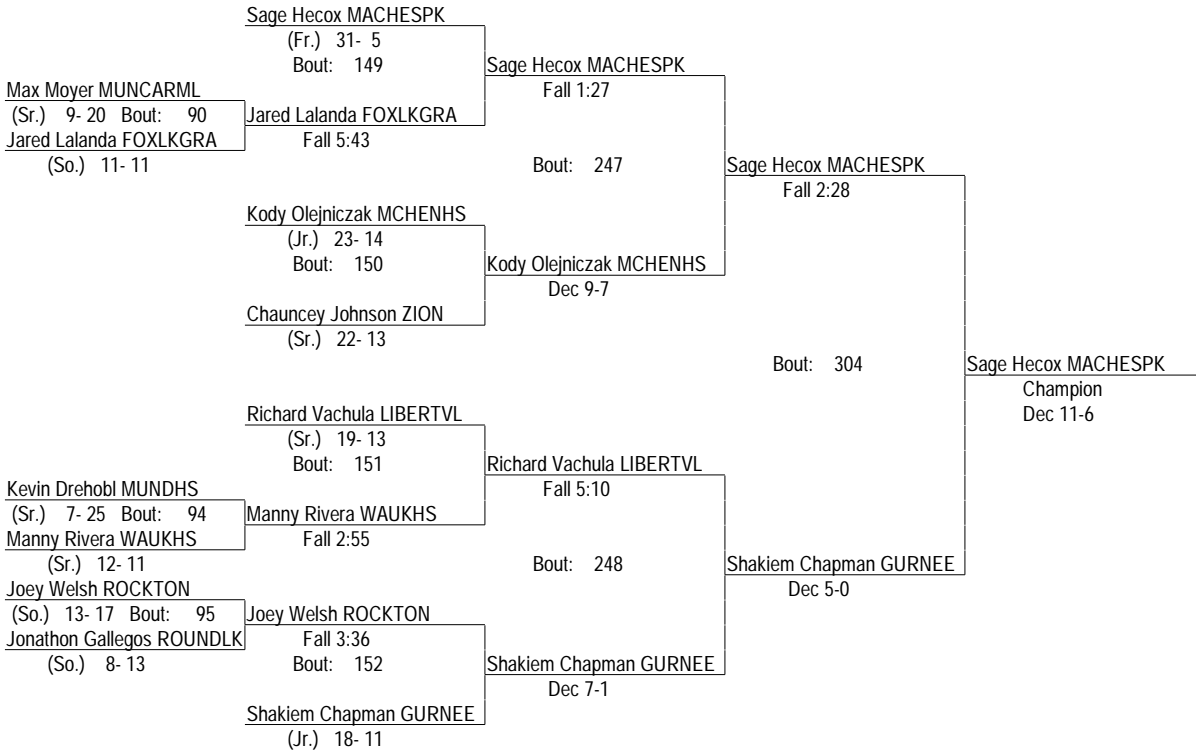 Sage Hecox MACHESPK
(Fr.) 31- 5
Bout: 149
Sage Hecox MACHESPK
Fall 1:27
Max Moyer MUNCARML
(Sr.) 9- 20 Bout: 90
Jared Lalanda FOXLKGRA
Jared Lalanda FOXLKGRA
Fall 5:43
(So.) 11- 11
Bout: 247
Sage Hecox MACHESPK
Fall 2:28
Kody Olejniczak MCHENHS
(Jr.) 23- 14
Bout: 150
Kody Olejniczak MCHENHS
Dec 9-7
Chauncey Johnson ZION
(Sr.) 22- 13
Bout: 304
Sage Hecox MACHESPK
Champion
Dec 11-6
Richard Vachula LIBERTVL
(Sr.) 19- 13
Bout: 151
Richard Vachula LIBERTVL
Fall 5:10
Kevin Drehobl MUNDHS
(Sr.) 7- 25 Bout: 94
Manny Rivera WAUKHS
Manny Rivera WAUKHS
Fall 2:55
(Sr.) 12- 11
Bout: 248
Shakiem Chapman GURNEE
Dec 5-0
Joey Welsh ROCKTON
(So.) 13- 17 Bout: 95
Joey Welsh ROCKTON
Jonathon Gallegos ROUNDLK
Fall 3:36
(So.) 8- 13
Bout: 152
Shakiem Chapman GURNEE
Dec 7-1
Shakiem Chapman GURNEE
(Jr.) 18- 11